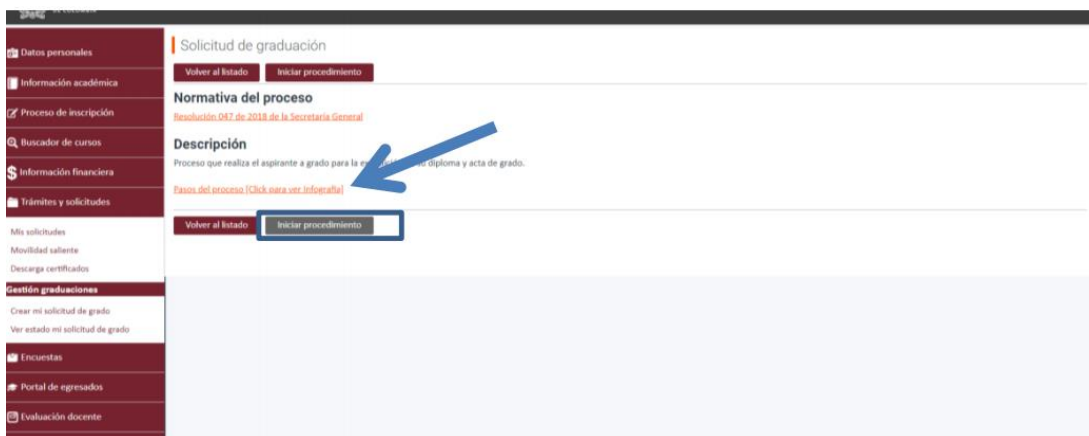 Datos personales
Información académica
Proceso de inscripción
Buscador de cursos
Información financiera
Trámites y solicitudes
Mis solicitudes
Movilidad saliente
Descarga certificados
Gestión graduaciones
Crear mi solicitud de grado
Ver estado mi solicitud de grado
Encuestas
Portal de egresados
Evaluación docente
Solicitud de graduación
Volver al listado Iniciar procedimiento
Normativa del proceso
Resolución 047 de 2018 de la Secretaría General
Descripción
Proceso que realiza el aspirante a grado para la diploma y acta de grado.
Pasos del proceso [Click para ver Infografía]
Volver al listado Iniciar procedimiento